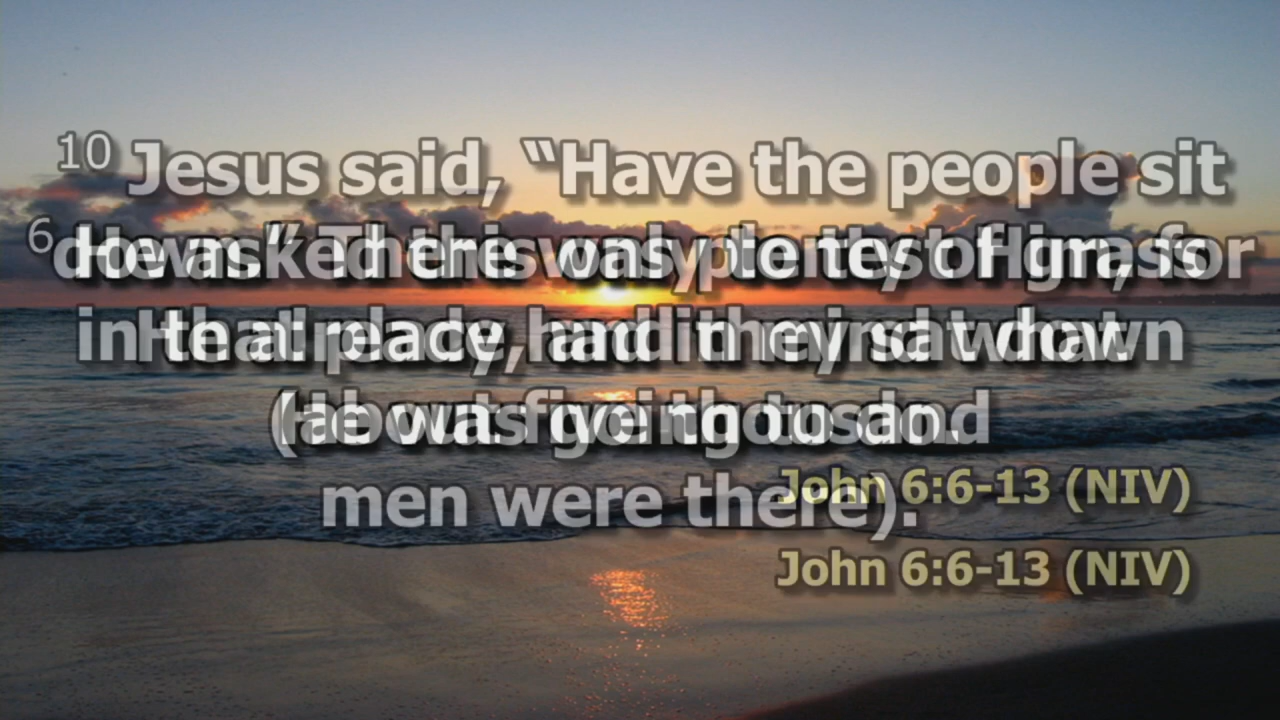 10 Jesus said, “Have the people sit
down.” There was plenty of grass
in that place, and they sat down
(about five thousand
men were there).
John 6:6-13 (NIV)
6 He asked this only to test Him, for
He already had in mind what
He was going to do.
John 6:6-13 (NIV)